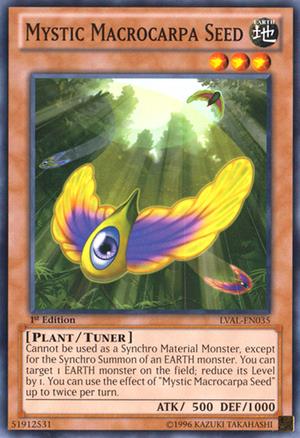 MYSTIC MACROCARPA SEED
EARTH
地
1st Edition
LVAL-EN035
[PLANT/TUNER]
Cannot be used as a Synchro Material Monster, except
for the Synchro Summon of an EARTH monster. You can
target 1 EARTH monster on the field; reduce its Level
by 1. You can use the effect of "Mystic Macrocarpa Seed"
up to twice per turn.
ATK/ 500 DEF/ 500
51912531
©1996 KAZUKI TAKAHASHI